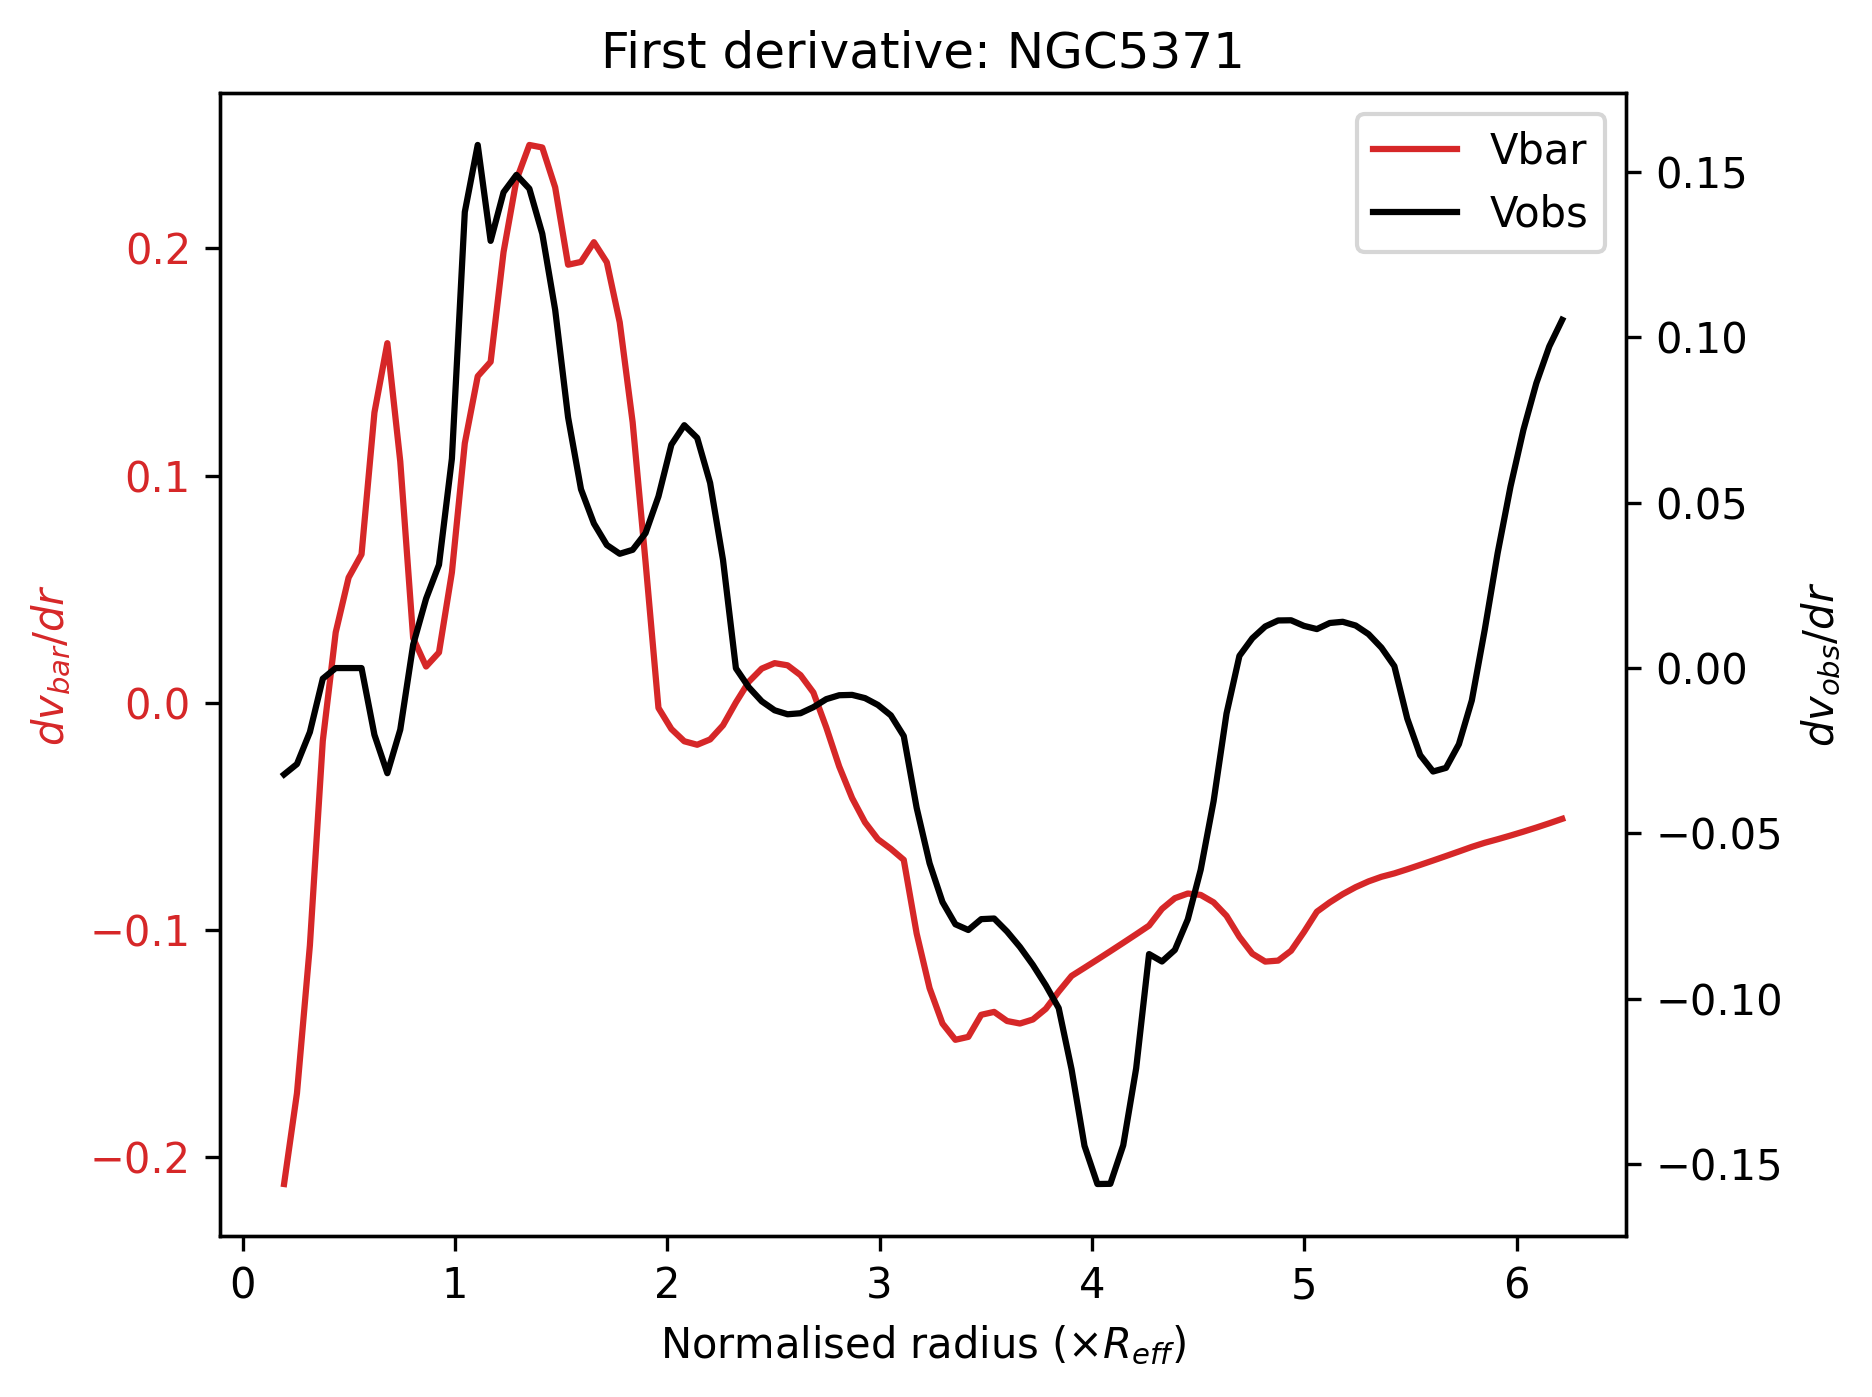 First derivative: NGC5371
Vbar
Vobs
0.2
0.1
0.0
−0.1
−0.2
dv_bar/dr
0.15
0.10
0.05
0.00
−0.05
−0.10
−0.15
dv_obs/dr
0 1 2 3 4 5 6
Normalised radius (×R_eff)